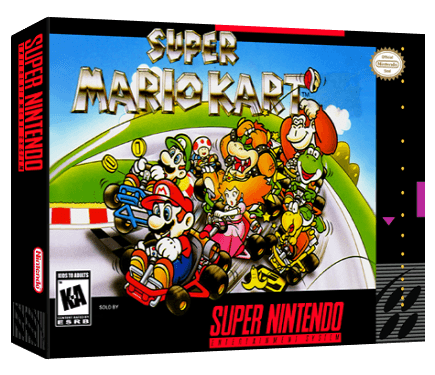 SUPER
MARIO KART
TM
Official
Nintendo
Seal
SUPER NINTENDO
ENTERTAINMENT SYSTEM
Nintendo
KIDS TO ADULTS
K-A
ESRB
SOLD BY
SUPER NINTENDO
ENTERTAINMENT SYSTEM